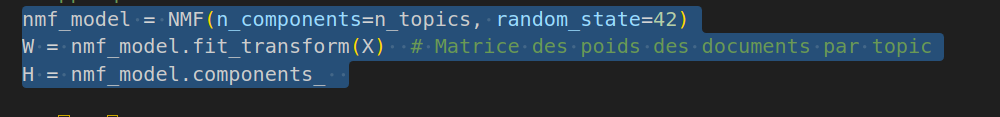 nmf_model = NMF(n_components=n_topics, random_state=42)
W = nmf_model.fit_transform(X)  # Matrice des poids des documents par topic
H = nmf_model.components_